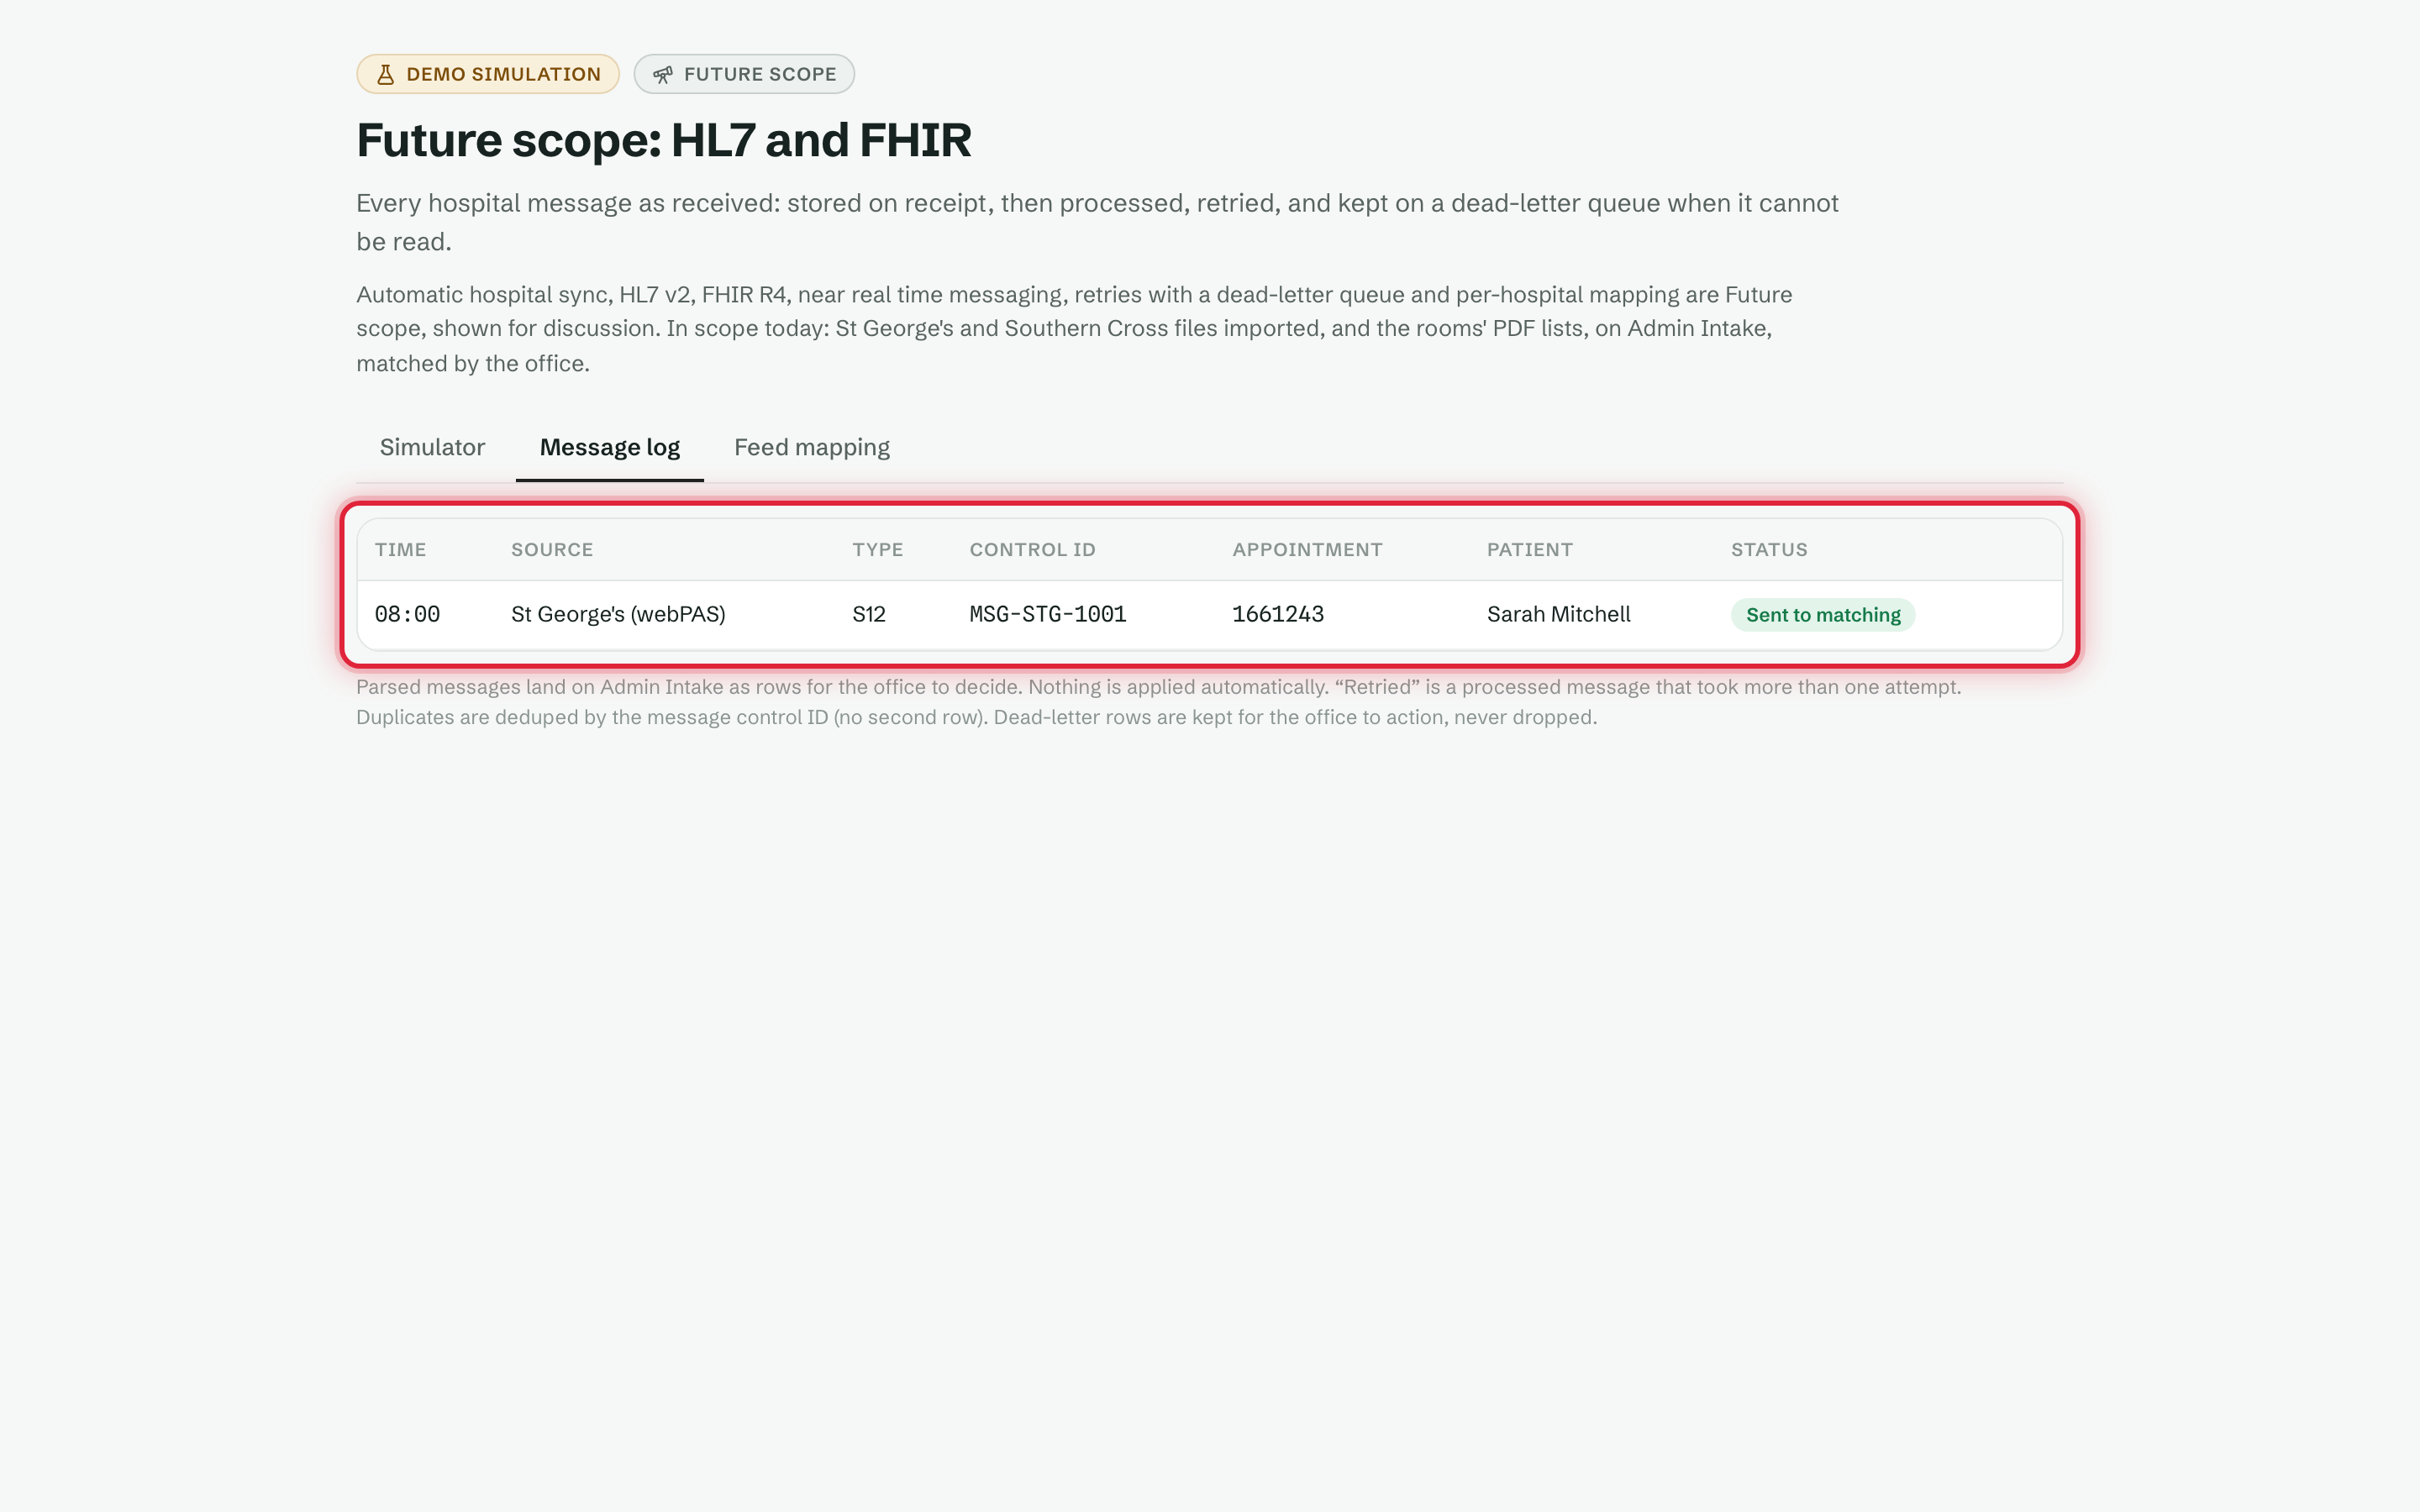 DEMO SIMULATION
FUTURE SCOPE
Future scope: HL7 and FHIR
Every hospital message as received: stored on receipt, then processed, retried, and kept on a dead-letter queue when it cannot
be read.
Automatic hospital sync, HL7 v2, FHIR R4, near real time messaging, retries with a dead-letter queue and per-hospital mapping are Future
scope, shown for discussion. In scope today: St George's and Southern Cross files imported, and the rooms' PDF lists, on Admin Intake,
matched by the office.
Simulator Message log Feed mapping
TIME SOURCE TYPE CONTROL ID APPOINTMENT PATIENT STATUS
08:00 St George's (webPAS) S12 MSG-STG-1001 1661243 Sarah Mitchell Sent to matching
Parsed messages land on Admin Intake as rows for the office to decide. Nothing is applied automatically. “Retried” is a processed message that took more than one attempt.
Duplicates are deduped by the message control ID (no second row). Dead-letter rows are kept for the office to action, never dropped.